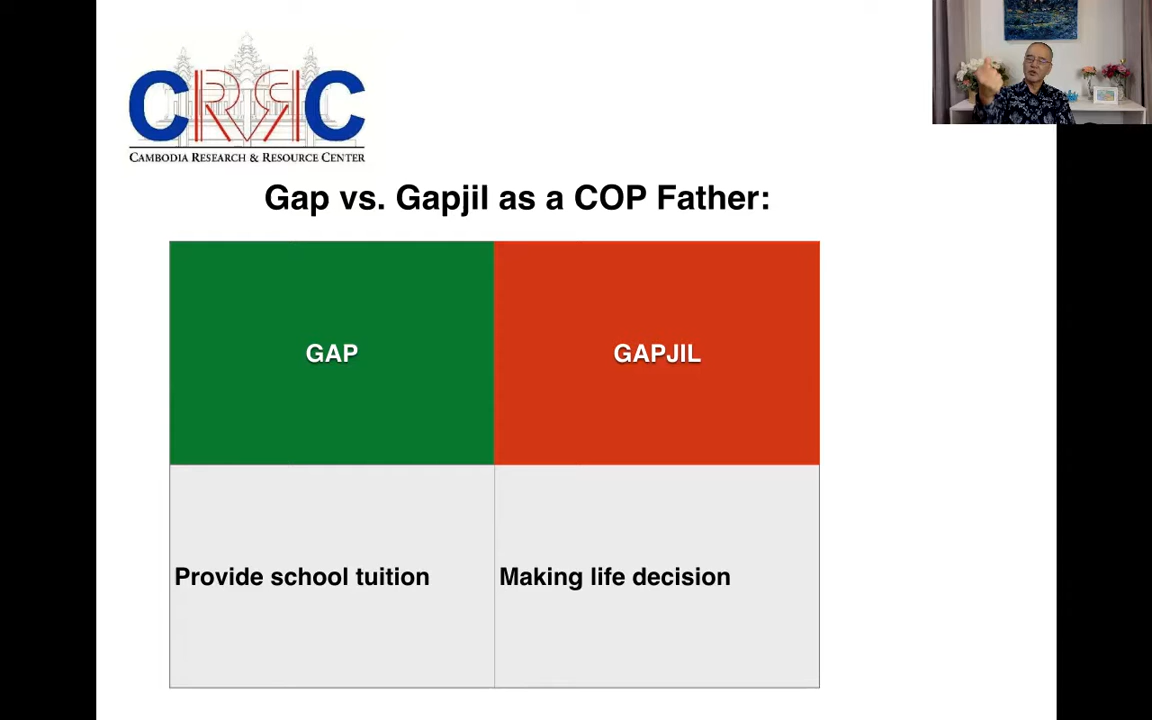 CRRC
CAMBODIA RESEARCH & RESOURCE CENTER
Gap vs. Gapjil as a COP Father:
GAP
GAPJIL
Provide school tuition
Making life decision